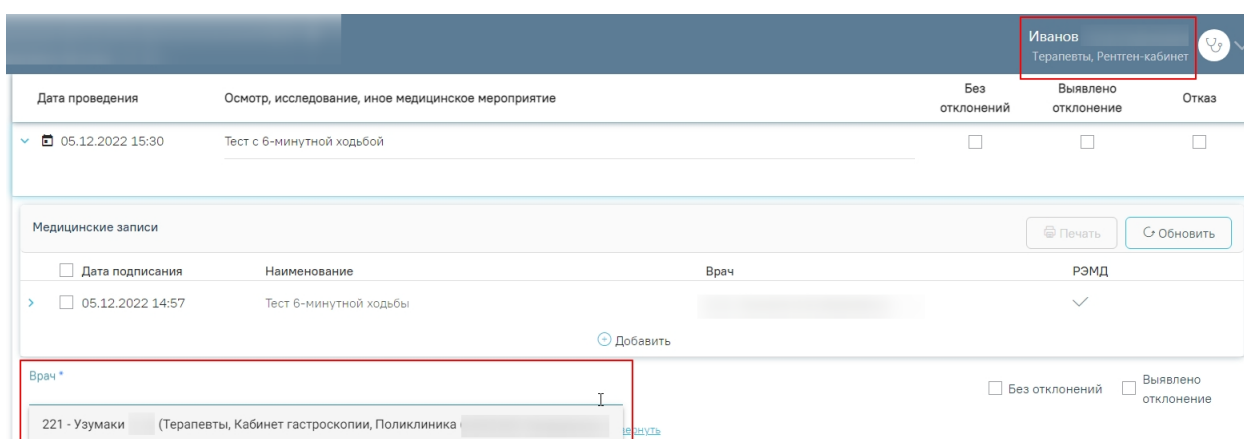 Иванов
Терапевты, Рентген-кабинет
Дата проведения Осмотр, исследование, иное медицинское мероприятие Без отклонений Выявлено отклонение Отказ
05.12.2022 15:30 Тест с 6-минутной ходьбой
Медицинские записи Печать Обновить
Дата подписания Наименование Врач РЭМД
05.12.2022 14:57 Тест 6-минутной ходьбы
Добавить
Врач *
Без отклонений Выявлено отклонение
221 - Узумаки (Терапевты, Кабинет гастроскопии, Поликлиника